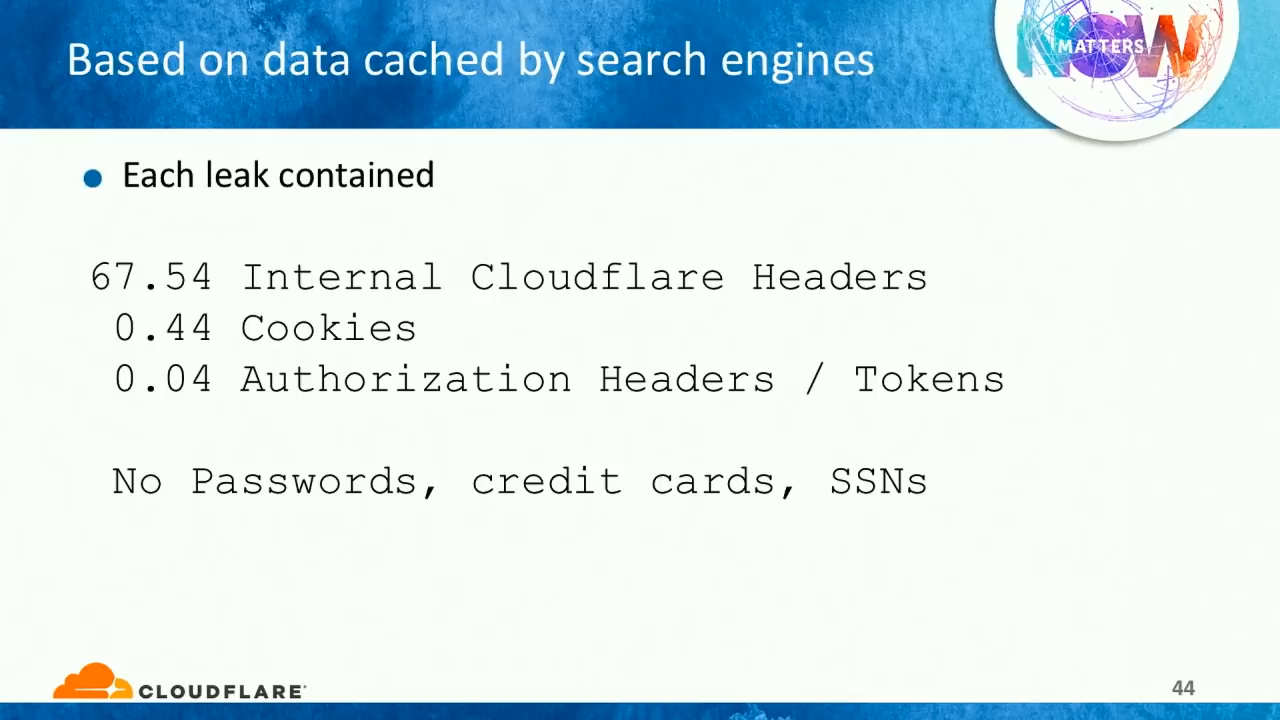 Based on data cached by search engines
NOW
MATTERS
• Each leak contained
67.54 Internal Cloudflare Headers
0.44 Cookies
0.04 Authorization Headers / Tokens
No Passwords, credit cards, SSNs
CLOUDFLARE
44